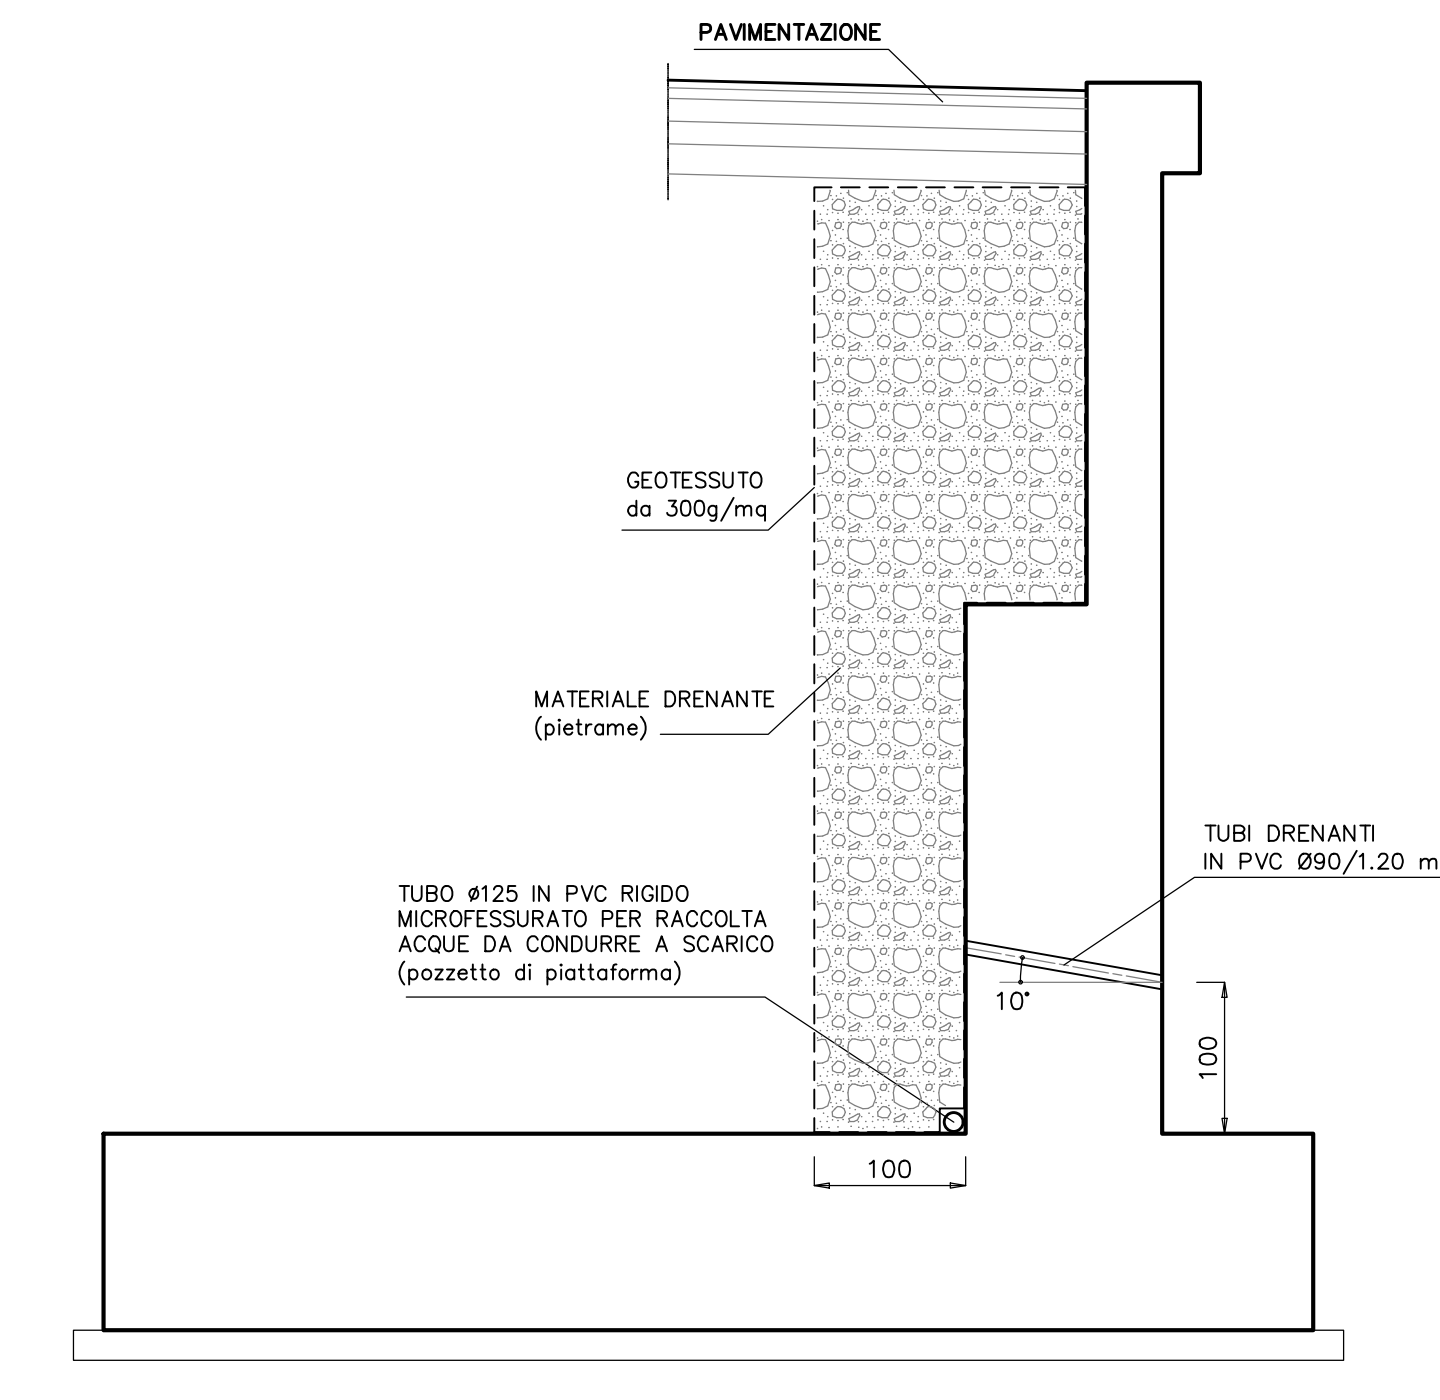 PAVIMENTAZIONE
GEOTESSUTO
da 300g/mq
MATERIALE DRENANTE
(pietrame)
TUBI DRENANTI
IN PVC Ø90/1.20 m
TUBO ø125 IN PVC RIGIDO
MICROFESSURATO PER RACCOLTA
ACQUE DA CONDURRE A SCARICO
(pozzetto di piattaforma)
10°
100
100